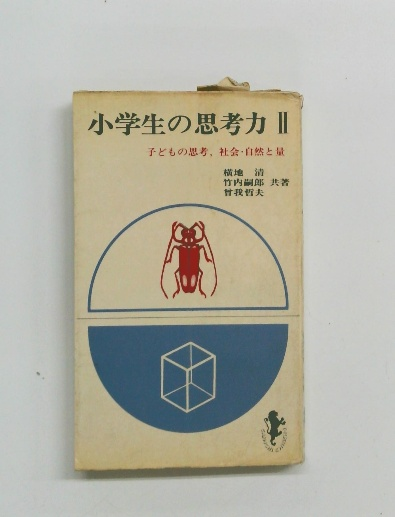 小学生の思考力 Ⅱ
子どもの思考，社会・自然と量
横地 清
竹内嗣郎 共著
曽我哲夫